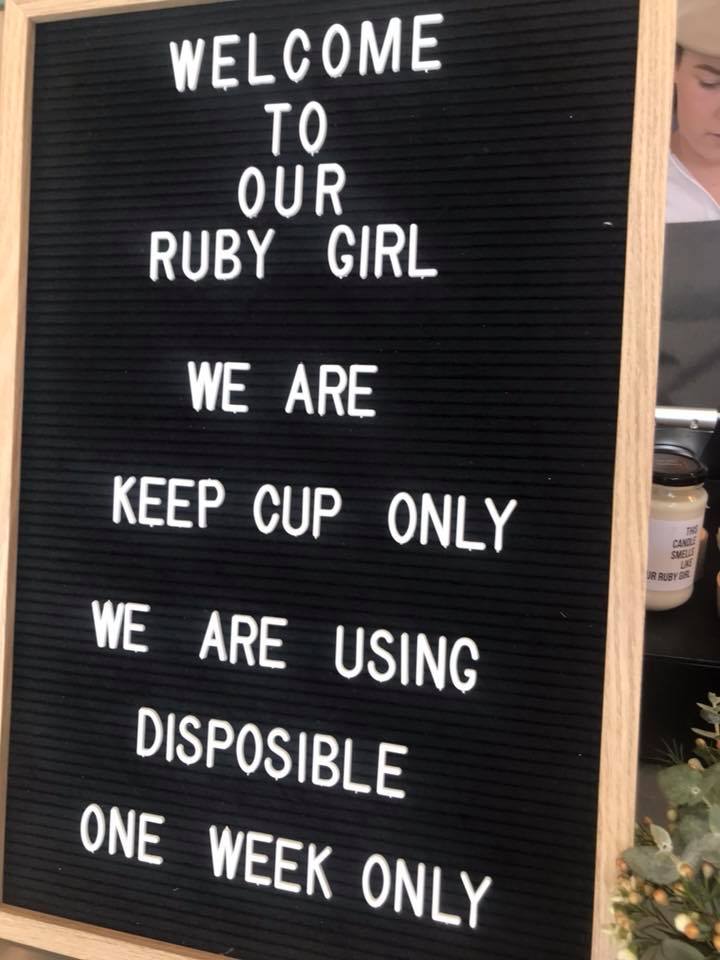 WELCOME
TO
OUR
RUBY GIRL
WE ARE
KEEP CUP ONLY
WE ARE USING
DISPOSIBLE
ONE WEEK ONLY
THIS
CANDLE
SMELLS
LIKE
UR RUBY GIRL